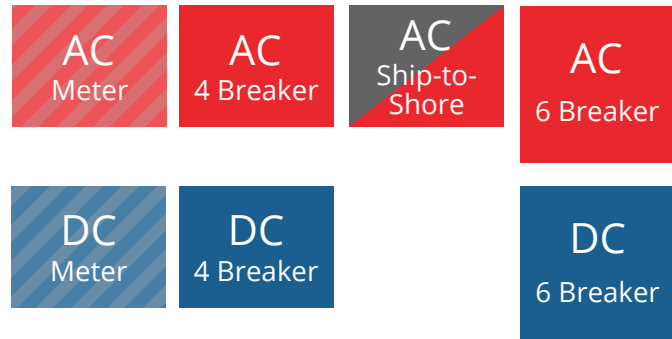 AC
Meter
AC
4 Breaker
AC
Ship-to-
Shore
AC
6 Breaker
DC
Meter
DC
4 Breaker
DC
6 Breaker